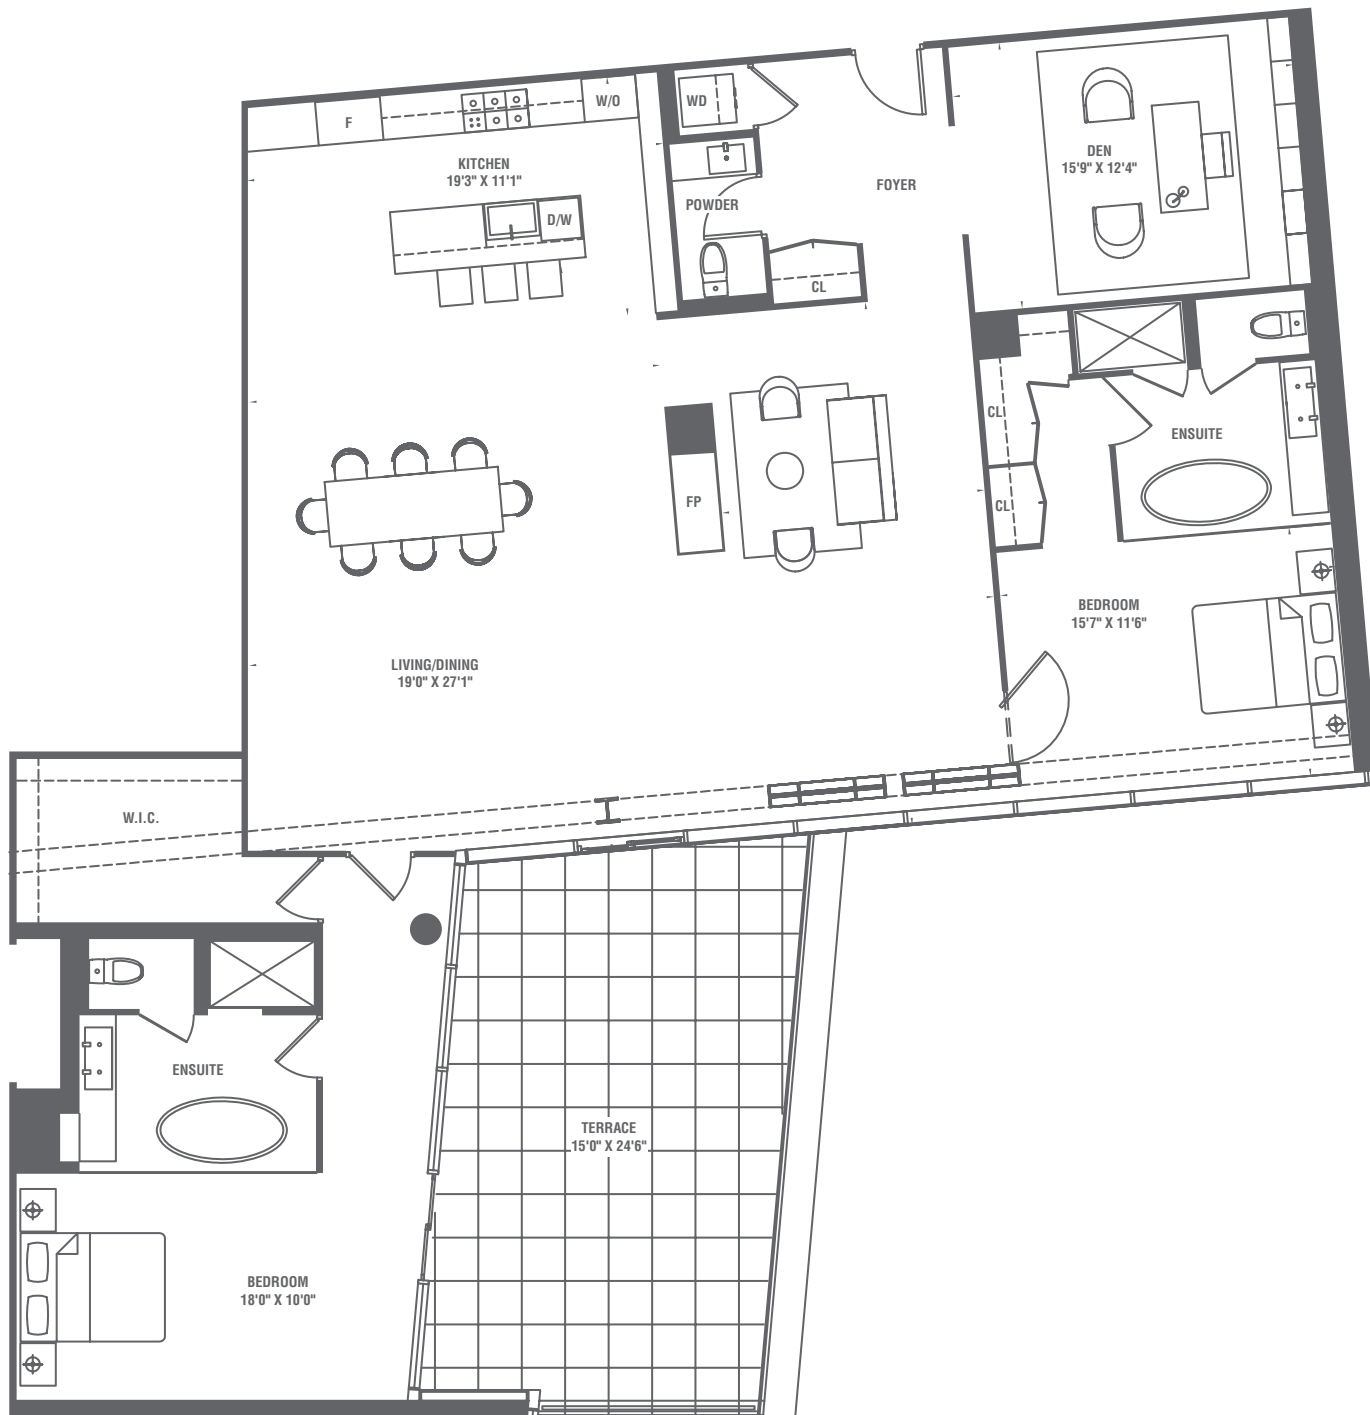 WD
W/O
F
KITCHEN
19'3" X 11'1"
DEN
15'9" X 12'4"
FOYER
POWDER
D/W
CL
CL
ENSUITE
FP
CL
BEDROOM
15'7" X 11'6"
LIVING/DINING
19'0" X 27'1"
W.I.C.
ENSUITE
TERRACE
15'0" X 24'6"
BEDROOM
18'0" X 10'0"